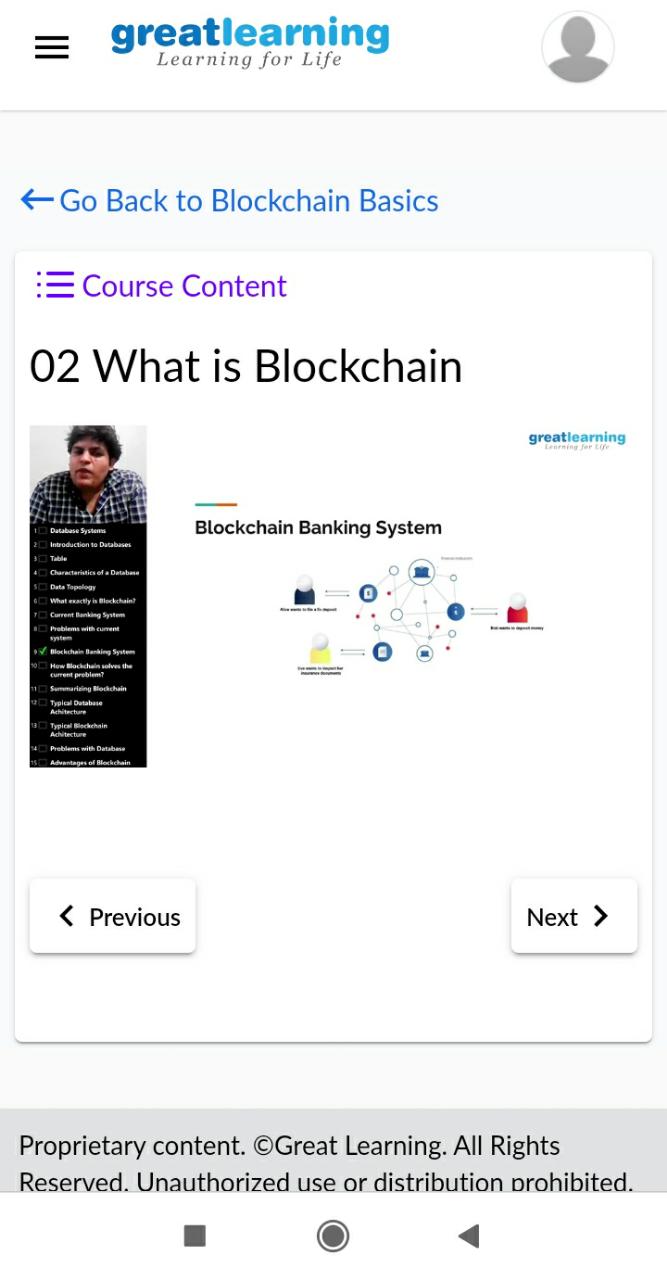 greatlearning
Learning for Life
Go Back to Blockchain Basics
Course Content
02 What is Blockchain
greatlearning
Learning for Life
1 Database Systems
2 Introduction to Databases
3 Table
4 Characteristics of a Database
5 Data Topology
6 What exactly is Blockchain?
7 Current Banking System
8 Problems with current
system
9 Blockchain Banking System
10 How Blockchain solves the
current problem?
11 Summarizing Blockchain
12 Typical Database
Achitecture
13 Typical Blockchain
Achitecture
14 Problems with Database
15 Advantages of Blockchain
Blockchain Banking System
Financial Institutions
Alice wants to file a fix deposit
Bob wants to deposit money
Eve wants to inspect her
insurance documents
Previous
Next
Proprietary content. ©Great Learning. All Rights
Reserved. Unauthorized use or distribution prohibited.